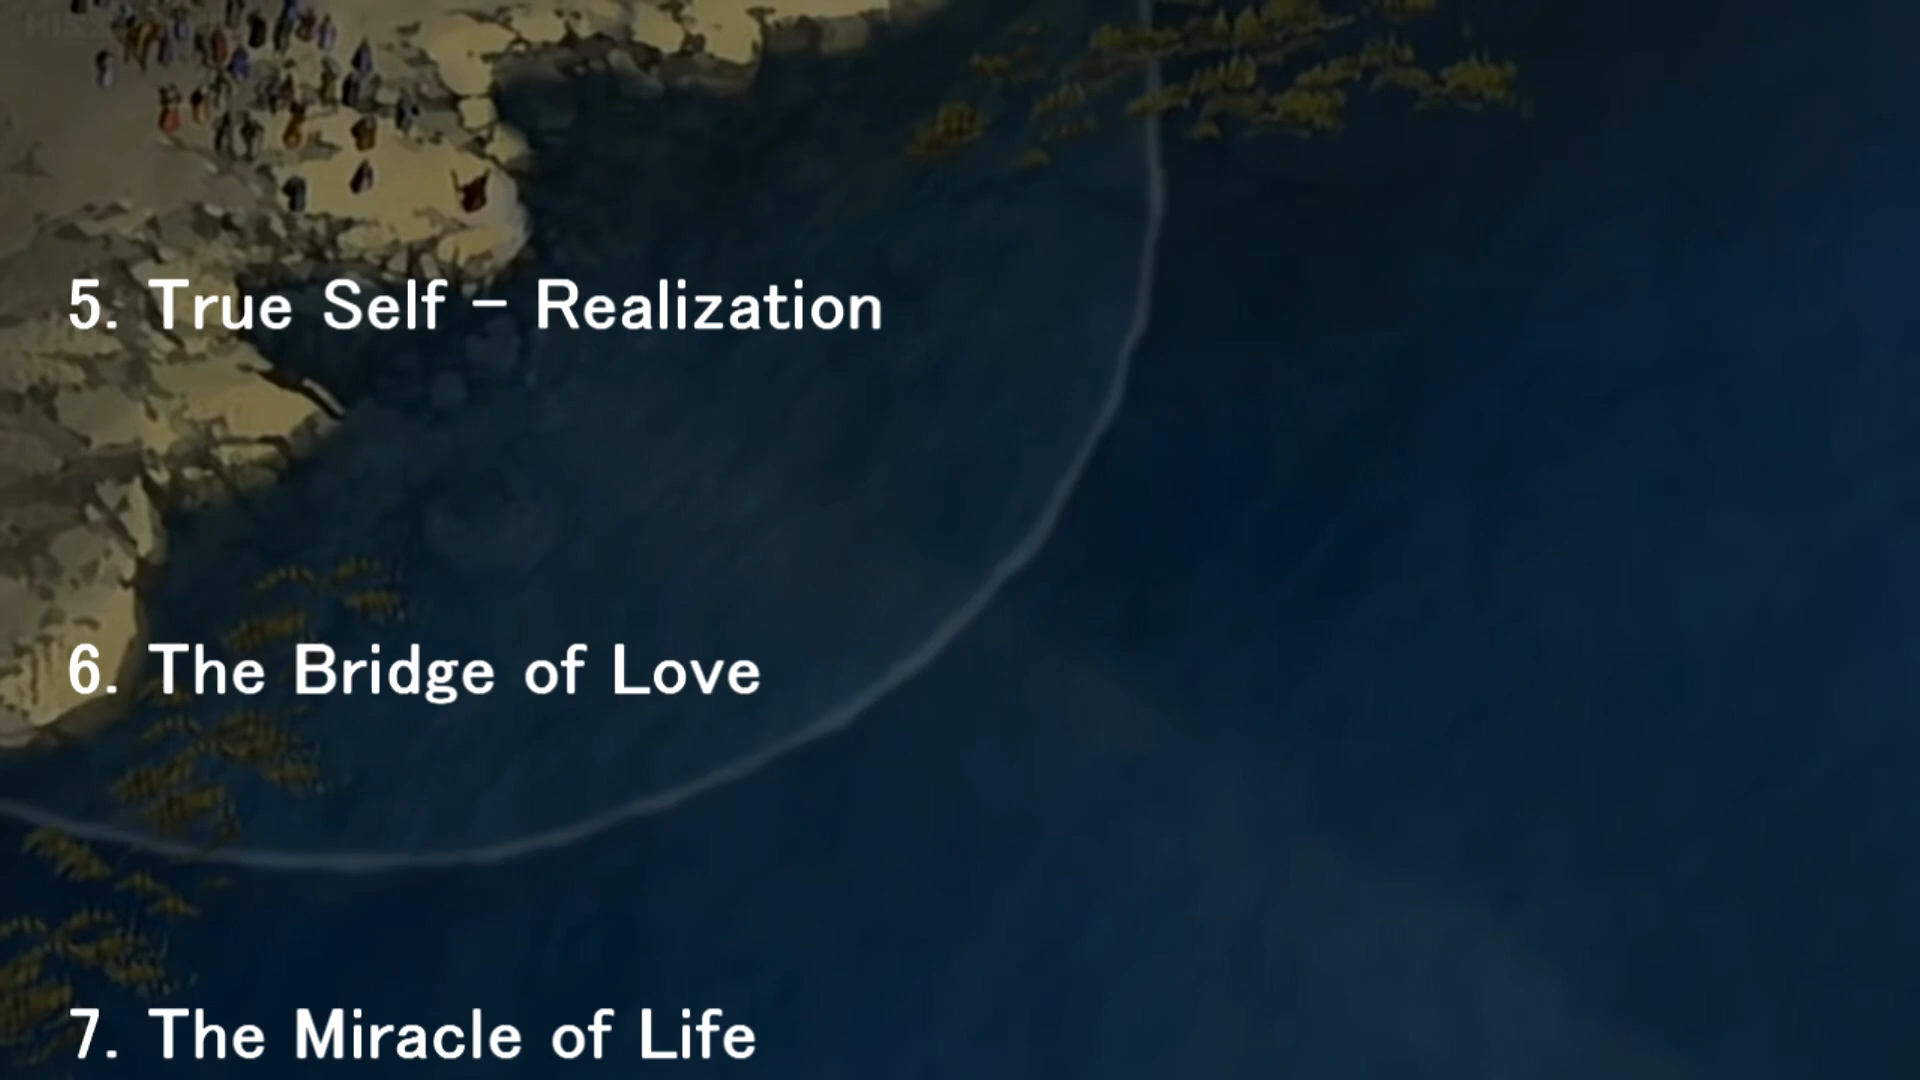 5. True Self - Realization
6. The Bridge of Love
7. The Miracle of Life